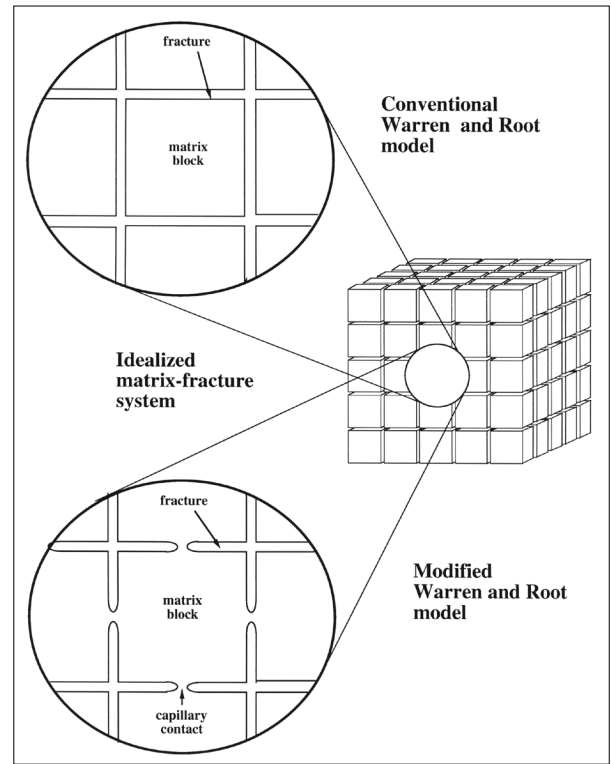 fracture
matrix
block
Conventional
Warren and Root
model
Idealized
matrix-fracture
system
fracture
matrix
block
capillary
contact
Modified
Warren and Root
model